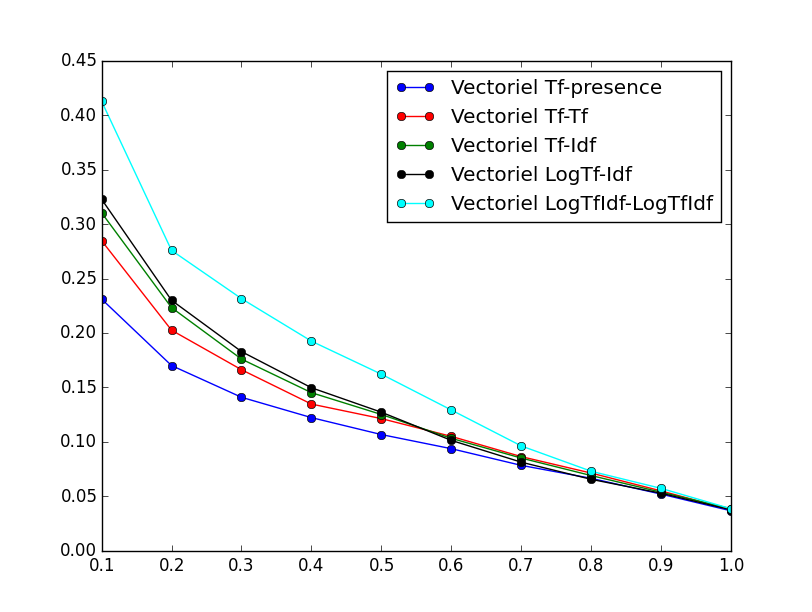 0.45
0.40
0.35
0.30
0.25
0.20
0.15
0.10
0.05
0.00
Vectoriel Tf-presence
Vectoriel Tf-Tf
Vectoriel Tf-Idf
Vectoriel LogTf-Idf
Vectoriel LogTfIdf-LogTfIdf
0.1 0.2 0.3 0.4 0.5 0.6 0.7 0.8 0.9 1.0